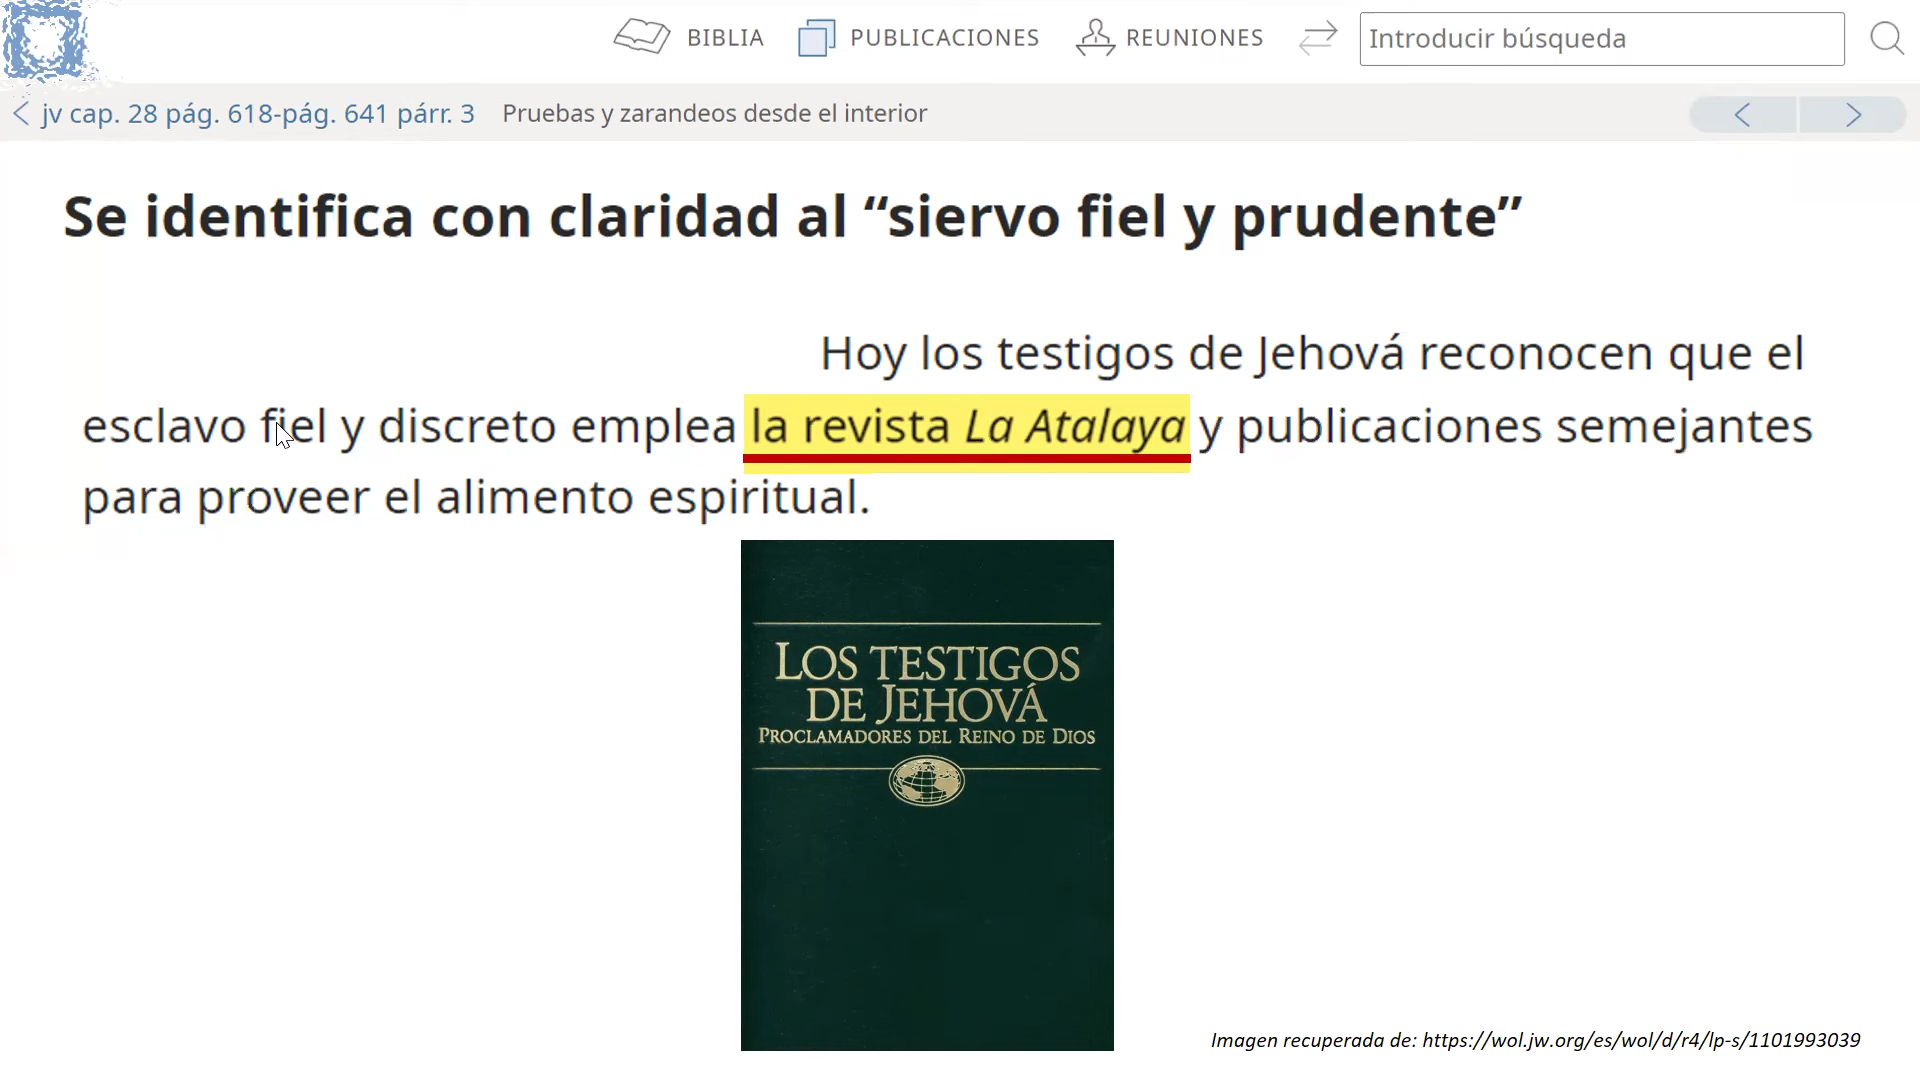 BIBLIA PUBLICACIONES REUNIONES Introducir búsqueda
jv cap. 28 pág. 618-pág. 641 párr. 3 Pruebas y zarandeos desde el interior
Se identifica con claridad al “siervo fiel y prudente”
Hoy los testigos de Jehová reconocen que el
esclavo fiel y discreto emplea la revista La Atalaya y publicaciones semejantes
para proveer el alimento espiritual.
LOS TESTIGOS
DE JEHOVÁ
PROCLAMADORES DEL REINO DE DIOS
Imagen recuperada de: https://wol.jw.org/es/wol/d/r4/lp-s/1101993039